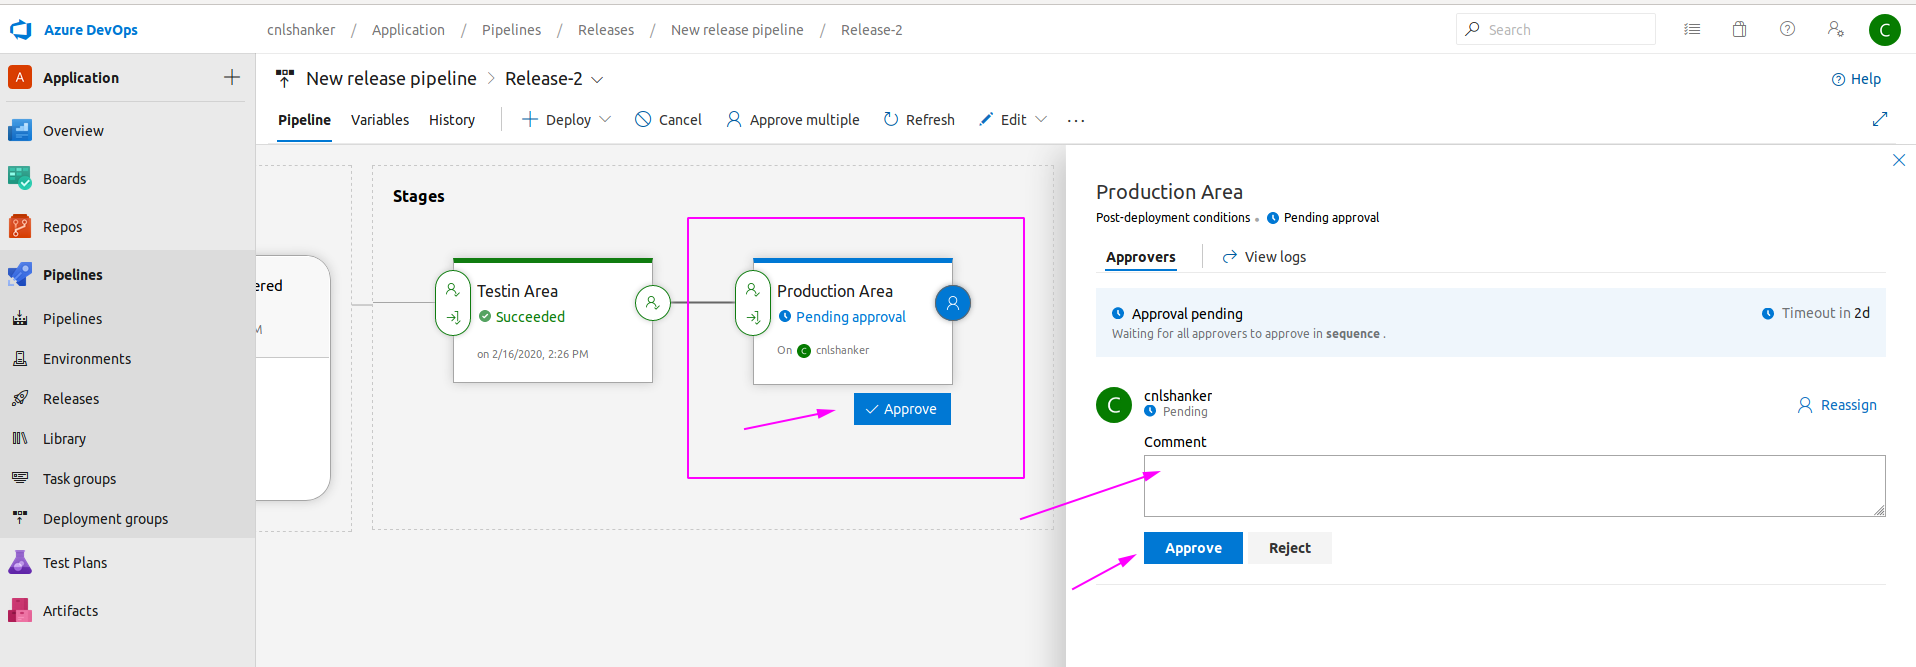 Azure DevOps
cnlshanker / Application / Pipelines / Releases / New release pipeline / Release-2
Search
C
A Application
New release pipeline > Release-2
Help
Pipeline Variables History Deploy Cancel Approve multiple Refresh Edit ...
Overview
Boards
Repos
Pipelines
Pipelines
Environments
Releases
Library
Task groups
Deployment groups
Test Plans
Artifacts
ered
M
Stages
Testin Area
Succeeded
on 2/16/2020, 2:26 PM
Production Area
Pending approval
On C cnlshanker
Approve
Production Area
Post-deployment conditions • Pending approval
Approvers View logs
Approval pending
Timeout in 2d
Waiting for all approvers to approve in sequence .
C
cnlshanker
Pending
Reassign
Comment
Approve Reject